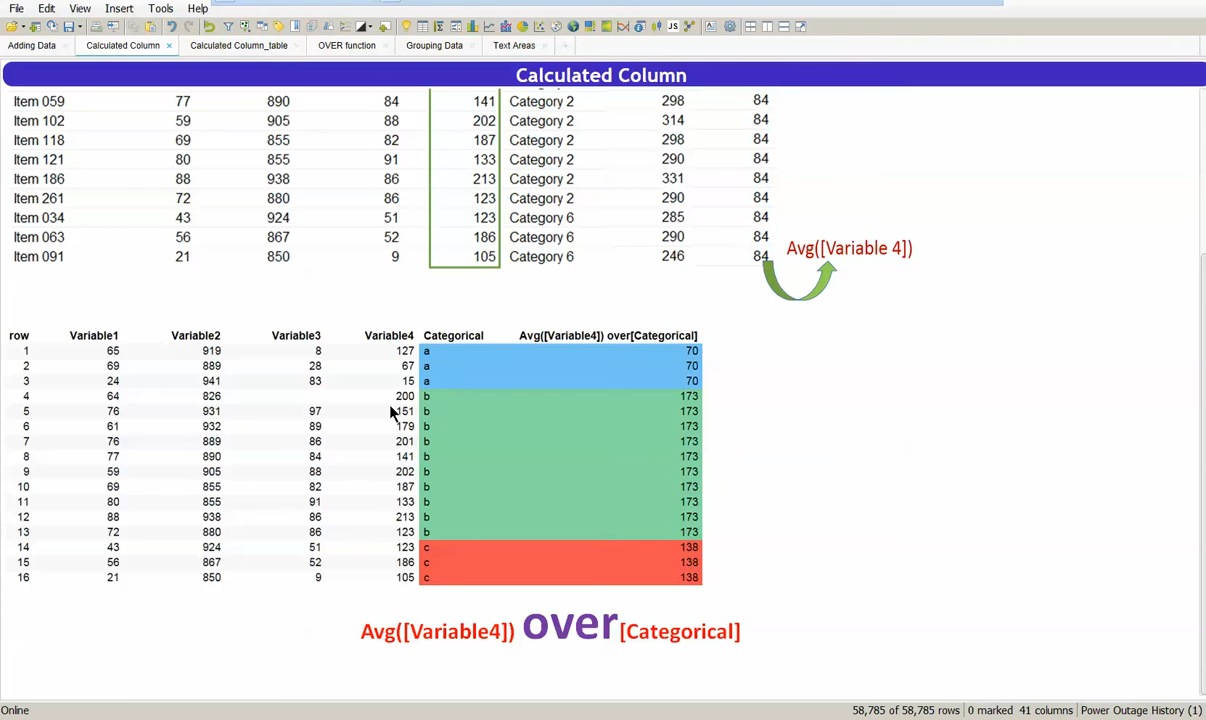 File Edit View Insert Tools Help
JS
Adding Data Calculated Column × Calculated Column_table OVER function Grouping Data Text Areas +
Calculated Column
Item 059 77 890 84 141 Category 2 298 84
Item 102 59 905 88 202 Category 2 314 84
Item 118 69 855 82 187 Category 2 298 84
Item 121 80 855 91 133 Category 2 290 84
Item 186 88 938 86 213 Category 2 331 84
Item 261 72 880 86 123 Category 2 290 84
Item 034 43 924 51 123 Category 6 285 84
Item 063 56 867 52 186 Category 6 290 84
Item 091 21 850 9 105 Category 6 246 84
Avg([Variable 4])
row Variable1 Variable2 Variable3 Variable4 Categorical Avg([Variable4]) over[Categorical]
1 65 919 8 127 a 70
2 69 889 28 67 a 70
3 24 941 83 15 a 70
4 64 826 200 b 173
5 76 931 97 151 b 173
6 61 932 89 179 b 173
7 76 889 86 201 b 173
8 77 890 84 141 b 173
9 59 905 88 202 b 173
10 69 855 82 187 b 173
11 80 855 91 133 b 173
12 88 938 86 213 b 173
13 72 880 86 123 b 173
14 43 924 51 123 c 138
15 56 867 52 186 c 138
16 21 850 9 105 c 138
Avg([Variable4]) over[Categorical]
Online 58,785 of 58,785 rows 0 marked 41 columns Power Outage History (1)